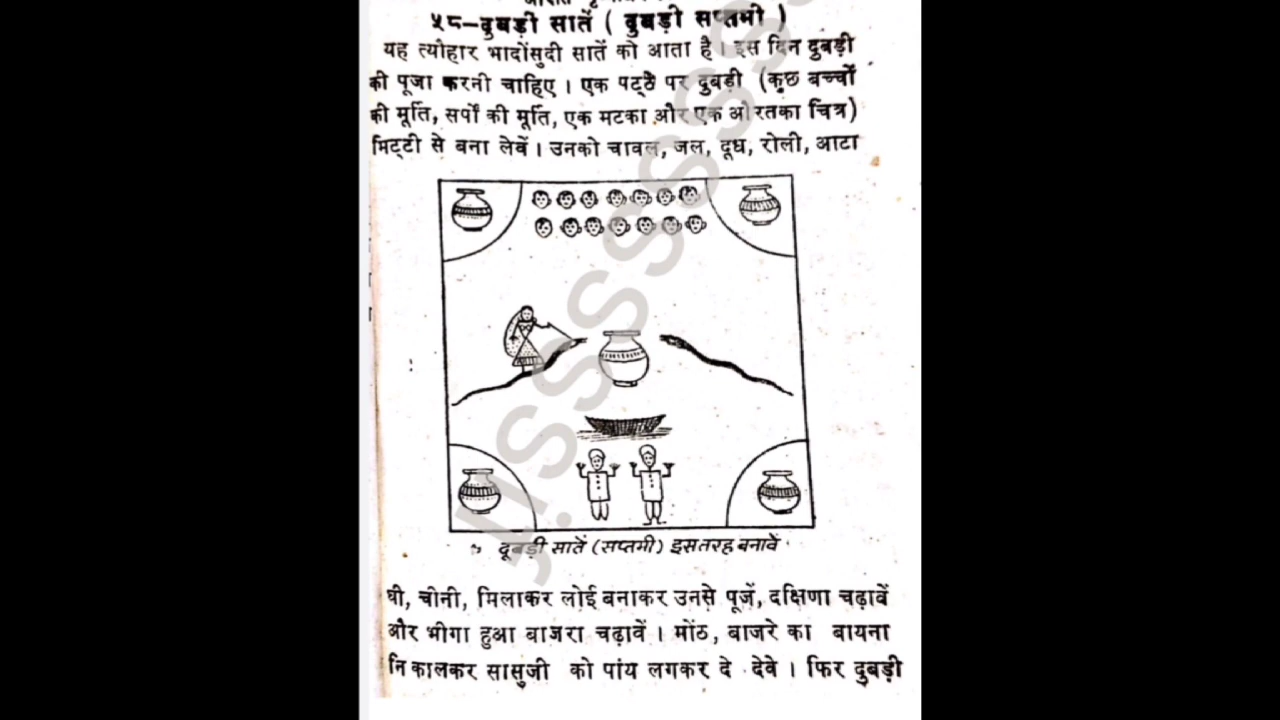 ५८–दुबड़ी सातें ( दुबड़ी सप्तमी )
यह त्यौहार भादोंसुदी सातें को आता है । इस दिन दुबड़ी
की पूजा करनी चाहिए । एक पट्ठै पर दुबड़ी (कुछ बच्चों
की मूर्ति, सर्पों की मूर्ति, एक मटका और एक औरतका चित्र)
मिट्टी से बना लेवें । उनको चावल, जल, दूध, रोली, आटा
दूबड़ी सातें (सप्तमी) इसतरह बनावें
घी, चीनी, मिलाकर लोई बनाकर उनसे पूजें, दक्षिणा चढ़ावें
और भीगा हुआ बाजरा चढ़ावें । मोंठ, बाजरे का बायना
निकालकर सासुजी को पांय लगकर दे देवे । फिर दुबड़ी